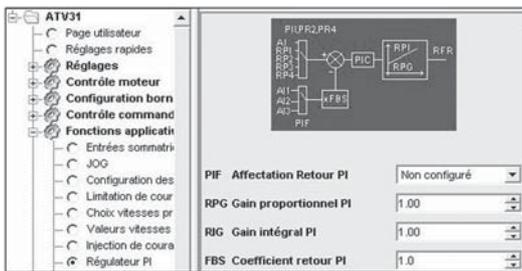 ATV31
Page utilisateur
Réglages rapides
Réglages
Contrôle moteur
Configuration born
Contrôle command
Fonctions applicati
Entrées sommatri
JOG
Configuration des
Limitation de cour
Choix vitesses pr
Valeurs vitesses
Injection de coura
Régulateur PI
PII,PR2,PR4
AI
RP1
RP2
RP3
RP4
PIC
RPI
RPG
RFR
AI1
AI2
AI3
xFBS
PIF
PIF Affectation Retour PI Non configuré
RPG Gain proportionnel PI 1.00
RIG Gain intégral PI 1.00
FBS Coefficient retour PI 1.0